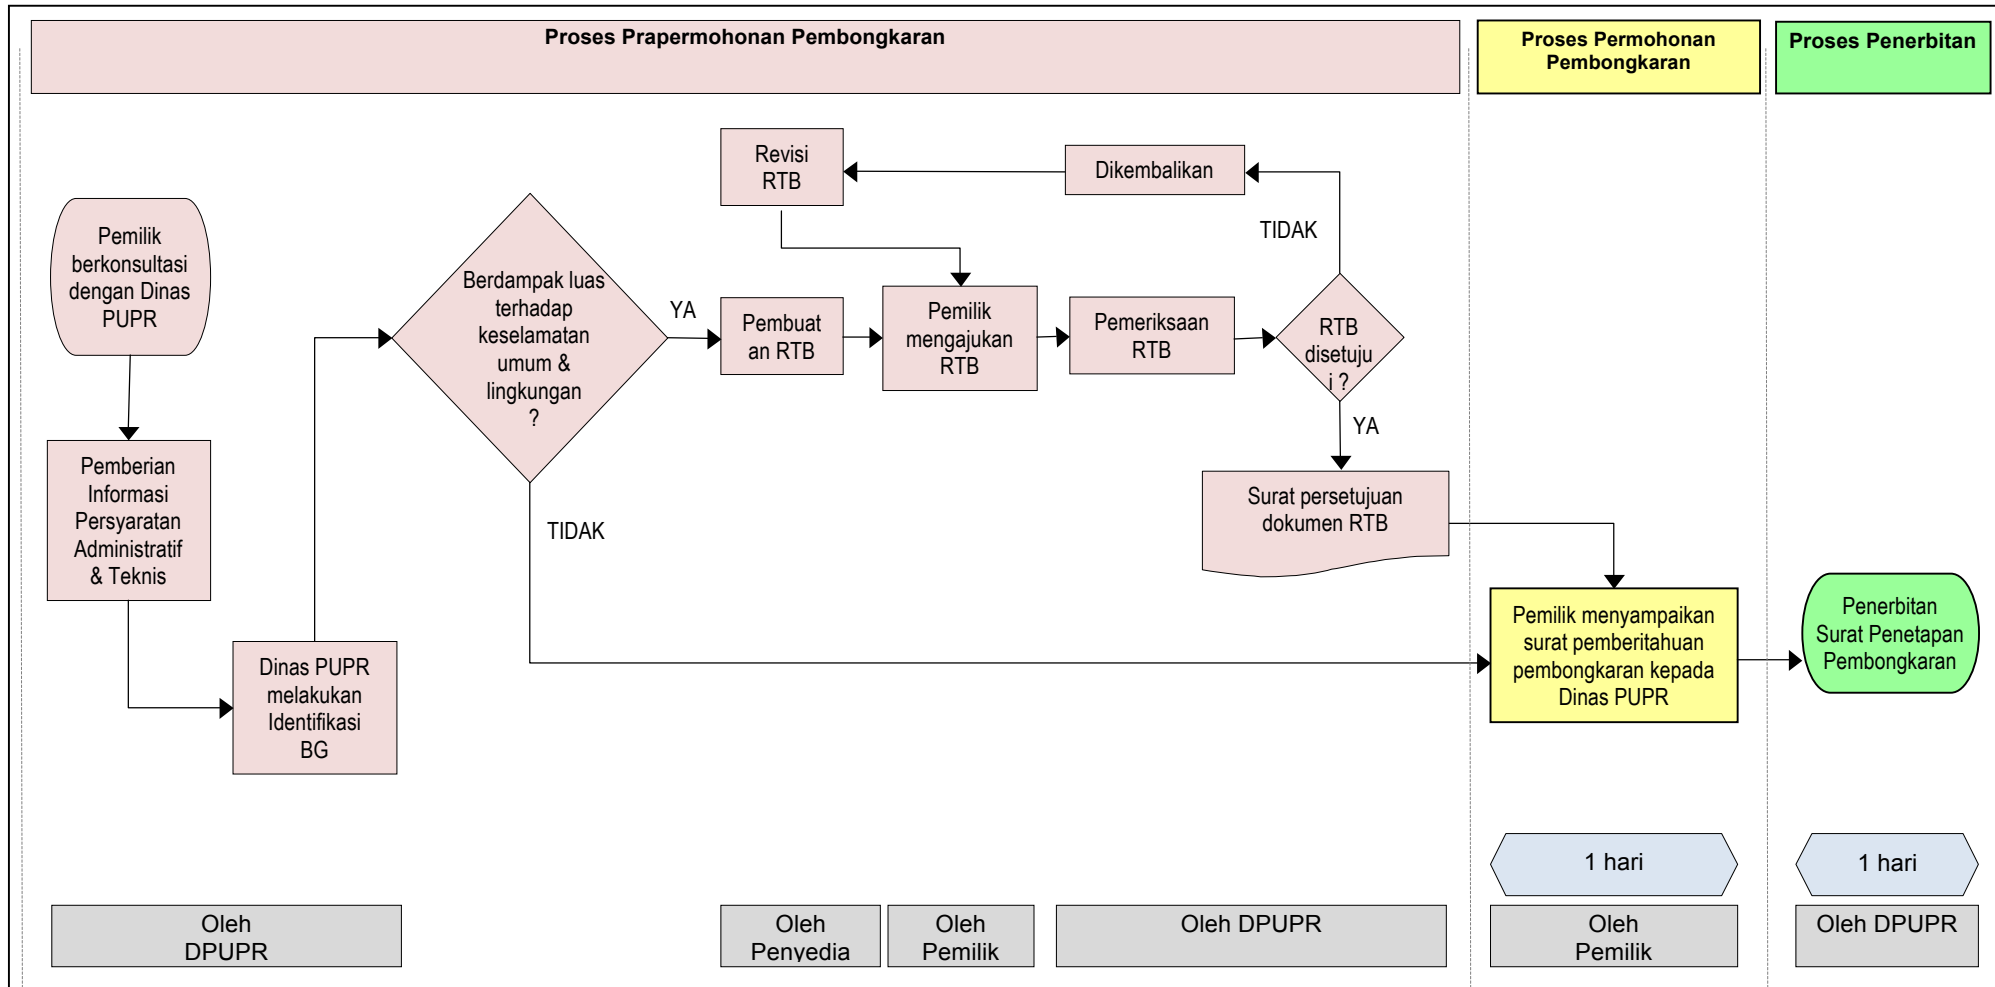 Proses Prapermohonan Pembongkaran
Proses Permohonan
Pembongkaran
Proses Penerbitan
Pemilik
berkonsultasi
dengan Dinas
PUPR
Pemberian
Informasi
Persyaratan
Administratif
& Teknis
Dinas PUPR
melakukan
Identifikasi
BG
Berdampak luas
terhadap
keselamatan
umum &
lingkungan
?
YA
TIDAK
Pembuat
an RTB
Revisi
RTB
Pemilik
mengajukan
RTB
Pemeriksaan
RTB
Dikembalikan
TIDAK
RTB
disetuju
i ?
YA
Surat persetujuan
dokumen RTB
Pemilik menyampaikan
surat pemberitahuan
pembongkaran kepada
Dinas PUPR
Penerbitan
Surat Penetapan
Pembongkaran
1 hari
1 hari
Oleh
DPUPR
Oleh
Penyedia
Oleh
Pemilik
Oleh DPUPR
Oleh
Pemilik
Oleh DPUPR